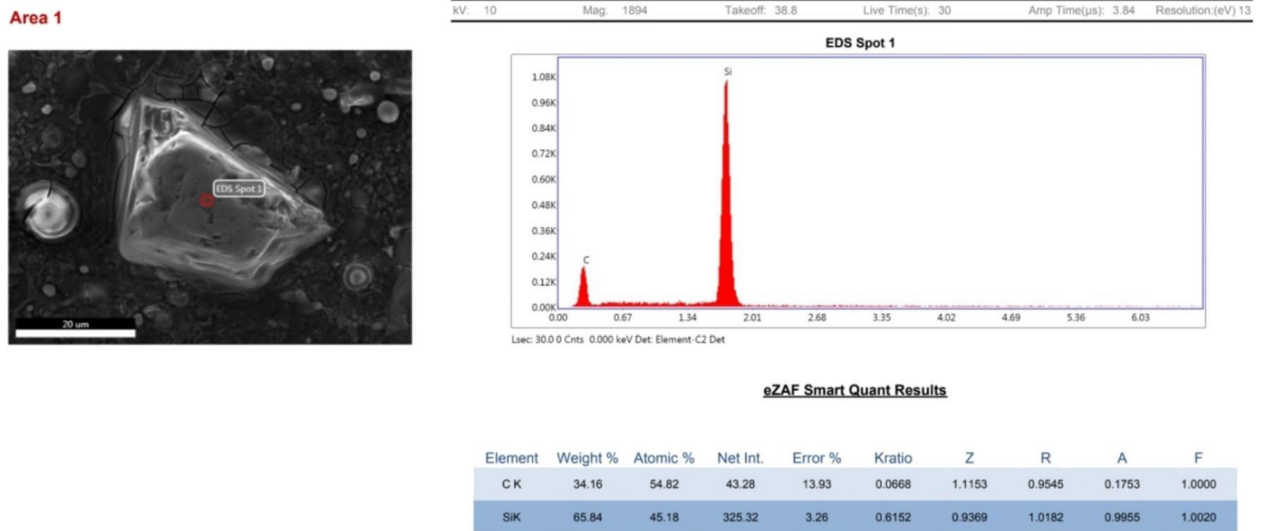 Area 1
kV. 10 Mag. 1894 Takeoff: 38.8 Live Time(s): 30 Amp Time(µs): 3.84 Resolution:(eV) 13
EDS Spot 1
20 um
EDS Spot 1
Si
C
1.08K
0.96K
0.84K
0.72K
0.60K
0.48K
0.36K
0.24K
0.12K
0.00K
0.00 0.67 1.34 2.01 2.68 3.35 4.02 4.69 5.36 6.03
Lsec: 30.0 0 Cnts 0.000 keV Det: Element-C2 Det
eZAF Smart Quant Results
Element Weight % Atomic % Net Int. Error % Kratio Z R A F
C K 34.16 54.82 43.28 13.93 0.0668 1.1153 0.9545 0.1753 1.0000
SiK 65.84 45.18 325.32 3.26 0.6152 0.9369 1.0182 0.9955 1.0020